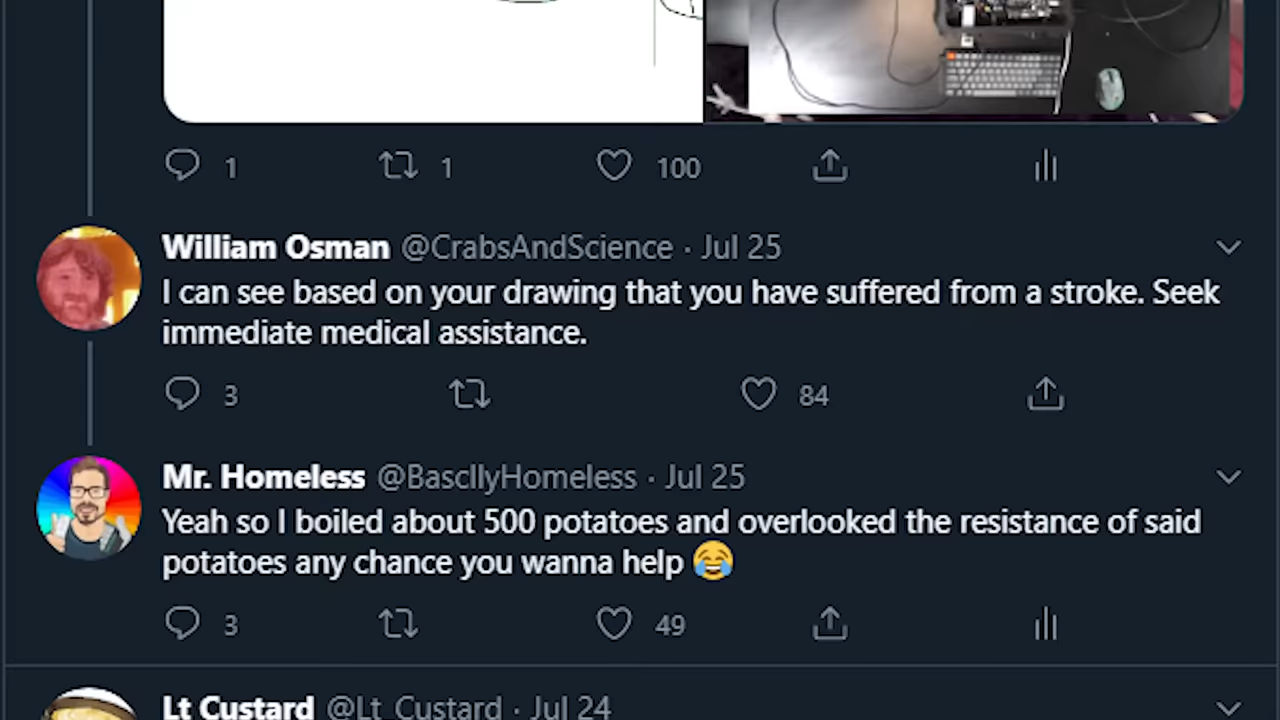 1 1 100
William Osman @CrabsAndScience · Jul 25
I can see based on your drawing that you have suffered from a stroke. Seek
immediate medical assistance.
3 84
Mr. Homeless @BascllyHomeless · Jul 25
Yeah so I boiled about 500 potatoes and overlooked the resistance of said
potatoes any chance you wanna help 😂
3 49
Lt Custard @Lt_Custard · Jul 24